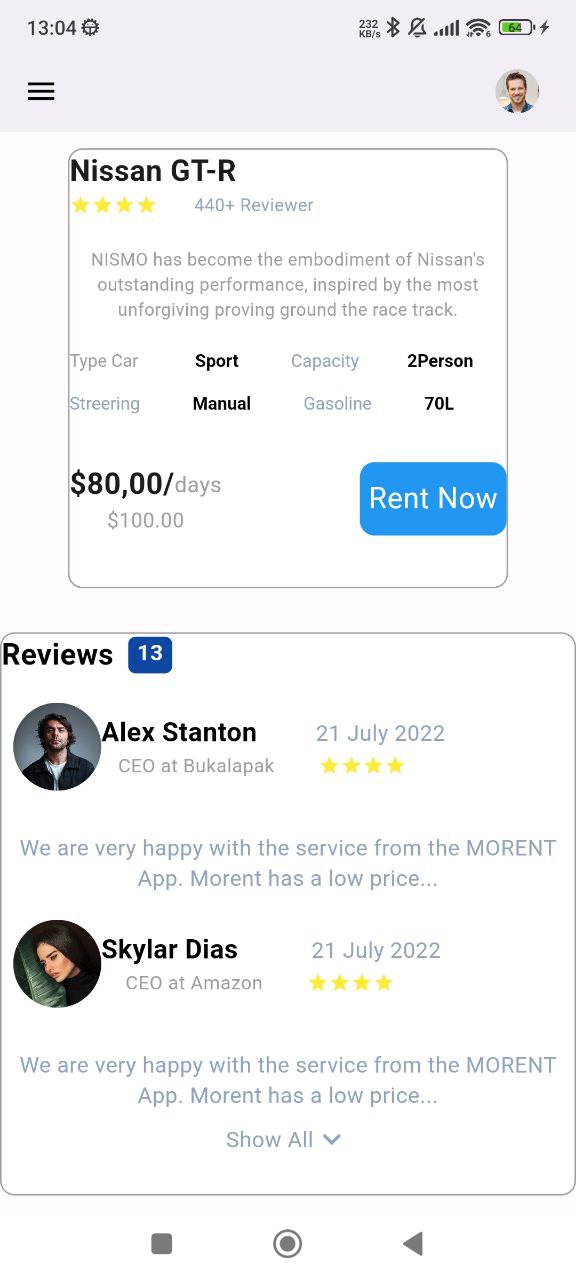 13:04
232
KB/s
6
64
Nissan GT-R
440+ Reviewer
NISMO has become the embodiment of Nissan's
outstanding performance, inspired by the most
unforgiving proving ground the race track.
Type Car Sport Capacity 2Person
Streering Manual Gasoline 70L
$80,00/days
$100.00
Rent Now
Reviews 13
Alex Stanton 21 July 2022
CEO at Bukalapak
We are very happy with the service from the MORENT
App. Morent has a low price...
Skylar Dias 21 July 2022
CEO at Amazon
We are very happy with the service from the MORENT
App. Morent has a low price...
Show All